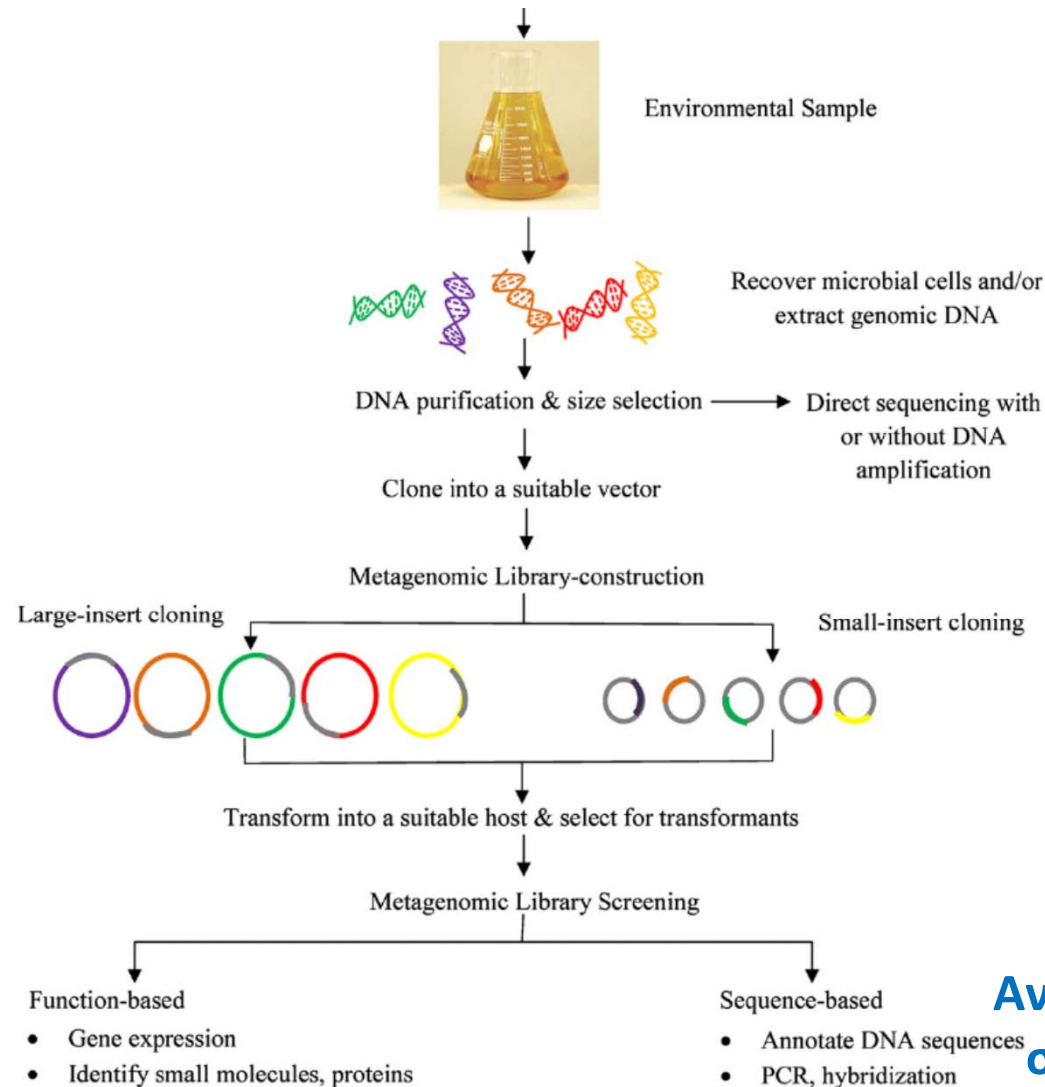 Environmental Sample
Recover microbial cells and/or
extract genomic DNA
DNA purification & size selection
Direct sequencing with
or without DNA
amplification
Clone into a suitable vector
Metagenomic Library-construction
Large-insert cloning
Small-insert cloning
Transform into a suitable host & select for transformants
Metagenomic Library Screening
Function-based
• Gene expression
• Identify small molecules, proteins
Sequence-based
• Annotate DNA sequences
• PCR, hybridization